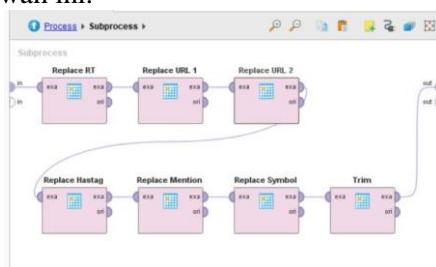 Process ▸ Subprocess ▸
Subprocess
Replace RT
Replace URL 1
Replace URL 2
in
exa
exa
ori
exa
exa
ori
exa
exa
ori
out
in
out
Replace Hastag
Replace Mention
Replace Symbol
Trim
exa
exa
ori
exa
exa
ori
exa
exa
ori
exa
exa
ori